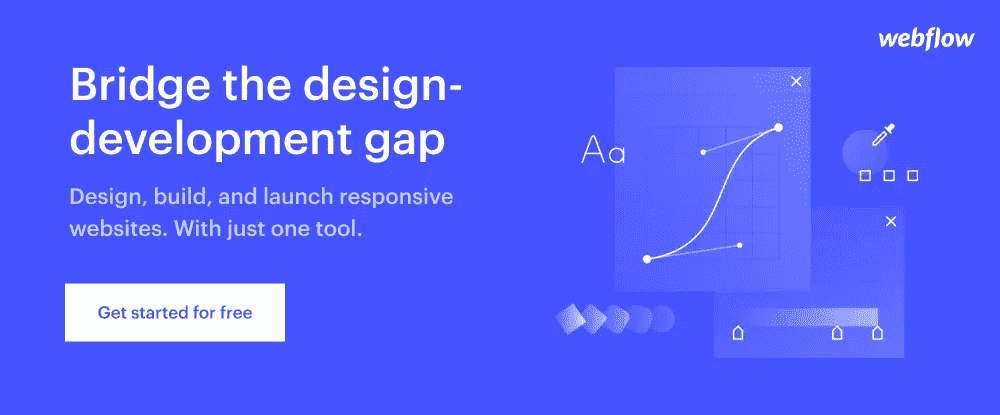 webflow
Bridge the design-
development gap
Design, build, and launch responsive
websites. With just one tool.
Get started for free
Aa